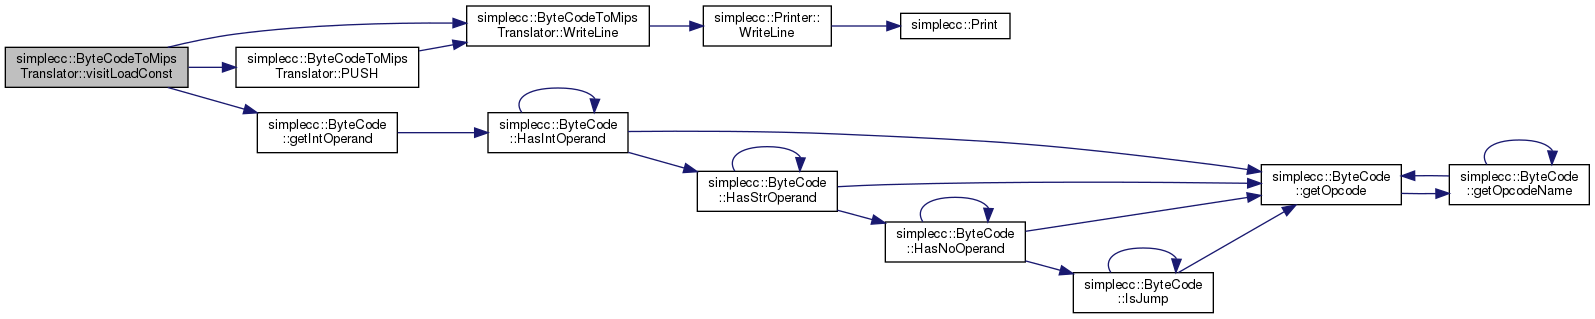 simplecc::ByteCodeToMips
Translator::visitLoadConst
simplecc::ByteCodeToMips
Translator::PUSH
simplecc::ByteCode
::getIntOperand
simplecc::ByteCodeToMips
Translator::WriteLine
simplecc::Printer::
WriteLine
simplecc::Print
simplecc::ByteCode
::HasIntOperand
simplecc::ByteCode
::HasStrOperand
simplecc::ByteCode
::HasNoOperand
simplecc::ByteCode
::IsJump
simplecc::ByteCode
::getOpcode
simplecc::ByteCode
::getOpcodeName